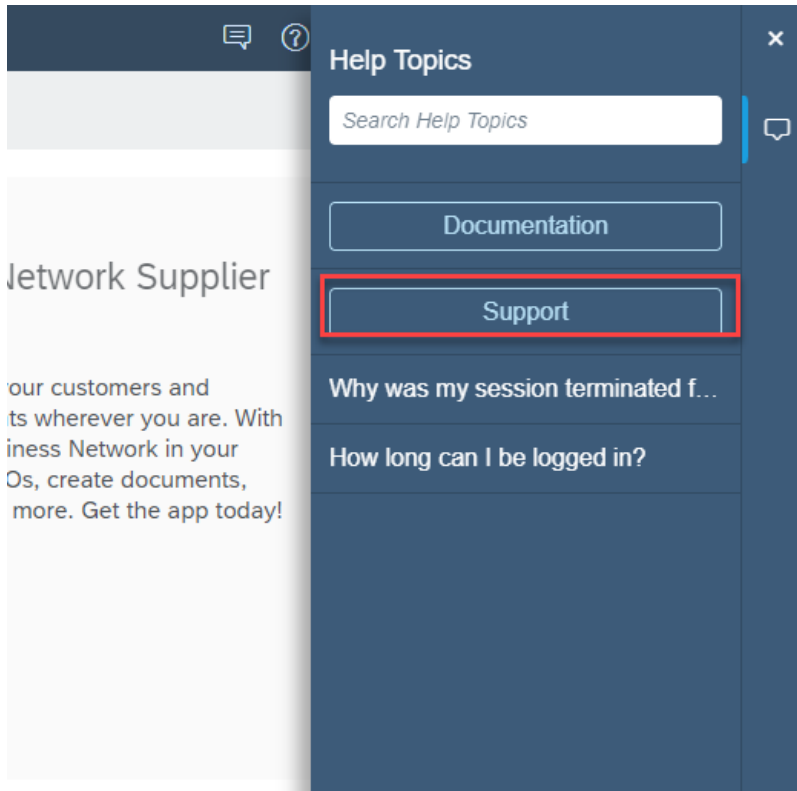 Help Topics
Search Help Topics
Documentation
Support
Why was my session terminated f...
How long can I be logged in?
Network Supplier
your customers and
ts wherever you are. With
iness Network in your
Os, create documents,
more. Get the app today!